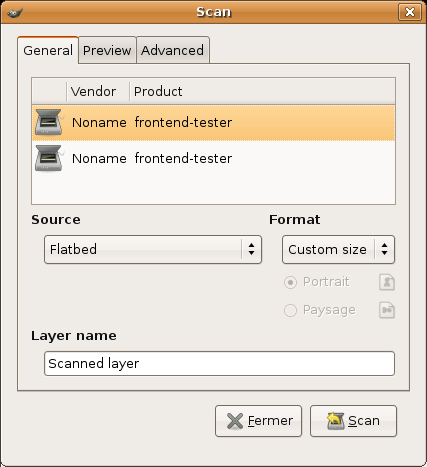 Scan
General Preview Advanced
Vendor Product
Noname frontend-tester
Noname frontend-tester
Source Format
Flatbed Custom size
Portrait
Paysage
Layer name
Scanned layer
Fermer Scan